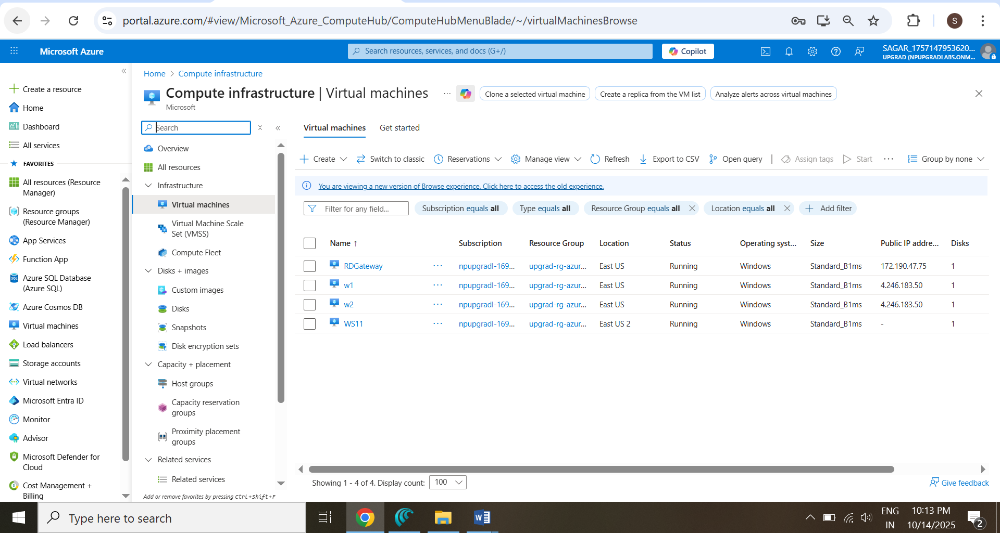 portal.azure.com/#view/Microsoft_Azure_ComputeHub/ComputeHubMenuBlade/~/virtualMachinesBrowse
S
Microsoft Azure
Search resources, services, and docs (G+/)
Copilot
SAGAR_1757147953620...
UPGRAD (NPUPGRADLABS.ONM...
Create a resource
Home
Dashboard
All services
FAVORITES
All resources (Resource
Manager)
Resource groups
(Resource Manager)
App Services
Function App
Azure SQL Database
(Azure SQL)
Azure Cosmos DB
Virtual machines
Load balancers
Storage accounts
Virtual networks
Microsoft Entra ID
Monitor
Advisor
Microsoft Defender for
Cloud
Cost Management +
Billing
Home > Compute infrastructure
Compute infrastructure | Virtual machines
Microsoft
Clone a selected virtual machine
Create a replica from the VM list
Analyze alerts across virtual machines
Search
Overview
All resources
Infrastructure
Virtual machines
Virtual Machine Scale
Set (VMSS)
Compute Fleet
Disks + images
Custom images
Disks
Snapshots
Disk encryption sets
Capacity + placement
Host groups
Capacity reservation
groups
Proximity placement
groups
Related services
Related services
Add or remove favorites by pressing Ctrl+Shift+F
Virtual machines Get started
Create Switch to classic Reservations Manage view Refresh Export to CSV Open query | Assign tags Start ... Group by none
You are viewing a new version of Browse experience. Click here to access the old experience.
Filter for any field... Subscription equals all Type equals all Resource Group equals all Location equals all Add filter
Name ↑ Subscription Resource Group Location Status Operating syst... Size Public IP addre... Disks
RDGateway ... npupgradl-169... upgrad-rg-azur... East US Running Windows Standard_B1ms 172.190.47.75 1
w1 ... npupgradl-169... upgrad-rg-azur... East US Running Windows Standard_B1ms 4.246.183.50 1
w2 ... npupgradl-169... upgrad-rg-azur... East US Running Windows Standard_B1ms 4.246.183.50 1
WS11 ... npupgradl-169... upgrad-rg-azur... East US 2 Running Windows Standard_B1ms - 1
Showing 1 - 4 of 4. Display count: 100
Give feedback
Type here to search
ENG
IN
10:13 PM
10/14/2025
2